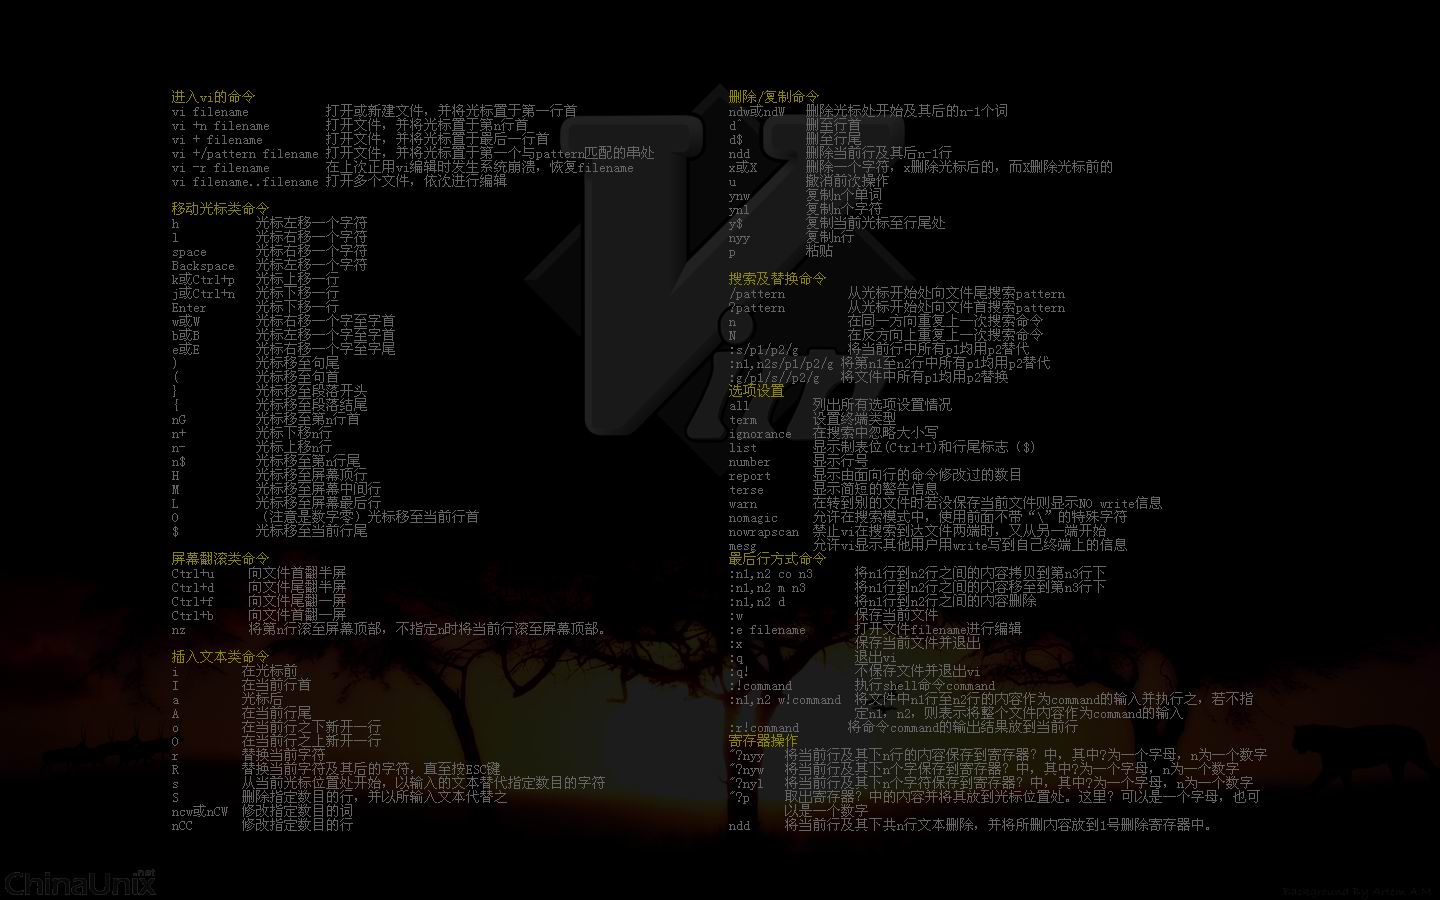 进入vi的命令
vi filename 打开或新建文件，并将光标置于第一行首
vi +n filename 打开文件，并将光标置于第n行首
vi + filename 打开文件，并将光标置于最后一行首
vi +/pattern filename 打开文件，并将光标置于第一个与pattern匹配的串处
vi -r filename 在上次正用vi编辑时发生系统崩溃，恢复filename
vi filename..filename 打开多个文件，依次进行编辑
移动光标类命令
h 光标左移一个字符
l 光标右移一个字符
space 光标右移一个字符
Backspace 光标左移一个字符
k或Ctrl+p 光标上移一行
j或Ctrl+n 光标下移一行
Enter 光标下移一行
w或W 光标右移一个字至字首
b或B 光标左移一个字至字首
e或E 光标右移一个字至字尾
) 光标移至句尾
( 光标移至句首
} 光标移至段落开头
{ 光标移至段落结尾
nG 光标移至第n行首
n+ 光标下移n行
n- 光标上移n行
n$ 光标移至第n行尾
H 光标移至屏幕顶行
M 光标移至屏幕中间行
L 光标移至屏幕最后行
0 （注意是数字零）光标移至当前行首
$ 光标移至当前行尾
屏幕翻滚类命令
Ctrl+u 向文件首翻半屏
Ctrl+d 向文件尾翻半屏
Ctrl+f 向文件尾翻一屏
Ctrl+b 向文件首翻一屏
nz 将第n行滚至屏幕顶部，不指定n时将当前行滚至屏幕顶部。
插入文本类命令
i 在光标前
I 在当前行首
a 光标后
A 在当前行尾
o 在当前行之下新开一行
O 在当前行之上新开一行
r 替换当前字符
R 替换当前字符及其后的字符，直至按ESC键
s 从当前光标位置处开始，以输入的文本替代指定数目的字符
S 删除指定数目的行，并以所输入文本代替之
ncw或nCW 修改指定数目的词
nCC 修改指定数目的行
删除/复制命令
ndw或ndW 删除光标处开始及其后的n-1个词
d^ 删至行首
d$ 删至行尾
ndd 删除当前行及其后n-1行
x或X 删除一个字符，x删除光标后的，而X删除光标前的
u 撤消前次操作
ynw 复制n个单词
ynl 复制n个字符
y$ 复制当前光标至行尾处
nyy 复制n行
p 粘贴
搜索及替换命令
/pattern 从光标开始处向文件尾搜索pattern
?pattern 从光标开始处向文件首搜索pattern
n 在同一方向重复上一次搜索命令
N 在反方向上重复上一次搜索命令
:s/p1/p2/g 将当前行中所有p1均用p2替代
:n1,n2s/p1/p2/g 将第n1至n2行中所有p1均用p2替代
:g/p1/s//p2/g 将文件中所有p1均用p2替换
选项设置
all 列出所有选项设置情况
term 设置终端类型
ignorance 在搜索中忽略大小写
list 显示制表位(Ctrl+I)和行尾标志（$)
number 显示行号
report 显示由面向行的命令修改过的数目
terse 显示简短的警告信息
warn 在转到别的文件时若没保存当前文件则显示NO write信息
nomagic 允许在搜索模式中，使用前面不带“\”的特殊字符
nowrapscan 禁止vi在搜索到达文件两端时，又从另一端开始
mesg 允许vi显示其他用户用write写到自己终端上的信息
最后行方式命令
:n1,n2 co n3 将n1行到n2行之间的内容拷贝到第n3行下
:n1,n2 m n3 将n1行到n2行之间的内容移至到第n3行下
:n1,n2 d 将n1行到n2行之间的内容删除
:w 保存当前文件
:e filename 打开文件filename进行编辑
:x 保存当前文件并退出
:q 退出vi
:q! 不保存文件并退出vi
:!command 执行shell命令command
:n1,n2 w!command 将文件中n1行至n2行的内容作为command的输入并执行之，若不指
定n1，n2，则表示将整个文件内容作为command的输入
:r!command 将命令command的输出结果放到当前行
寄存器操作
"?nyy 将当前行及其下n行的内容保存到寄存器？中，其中?为一个字母，n为一个数字
"?nyw 将当前行及其下n个字保存到寄存器？中，其中?为一个字母，n为一个数字
"?nyl 将当前行及其下n个字符保存到寄存器？中，其中?为一个字母，n为一个数字
"?p 取出寄存器？中的内容并将其放到光标位置处。这里？可以是一个字母，也可
以是一个数字
ndd 将当前行及其下共n行文本删除，并将所删内容放到1号删除寄存器中。
Vim
ChinaUnix.net